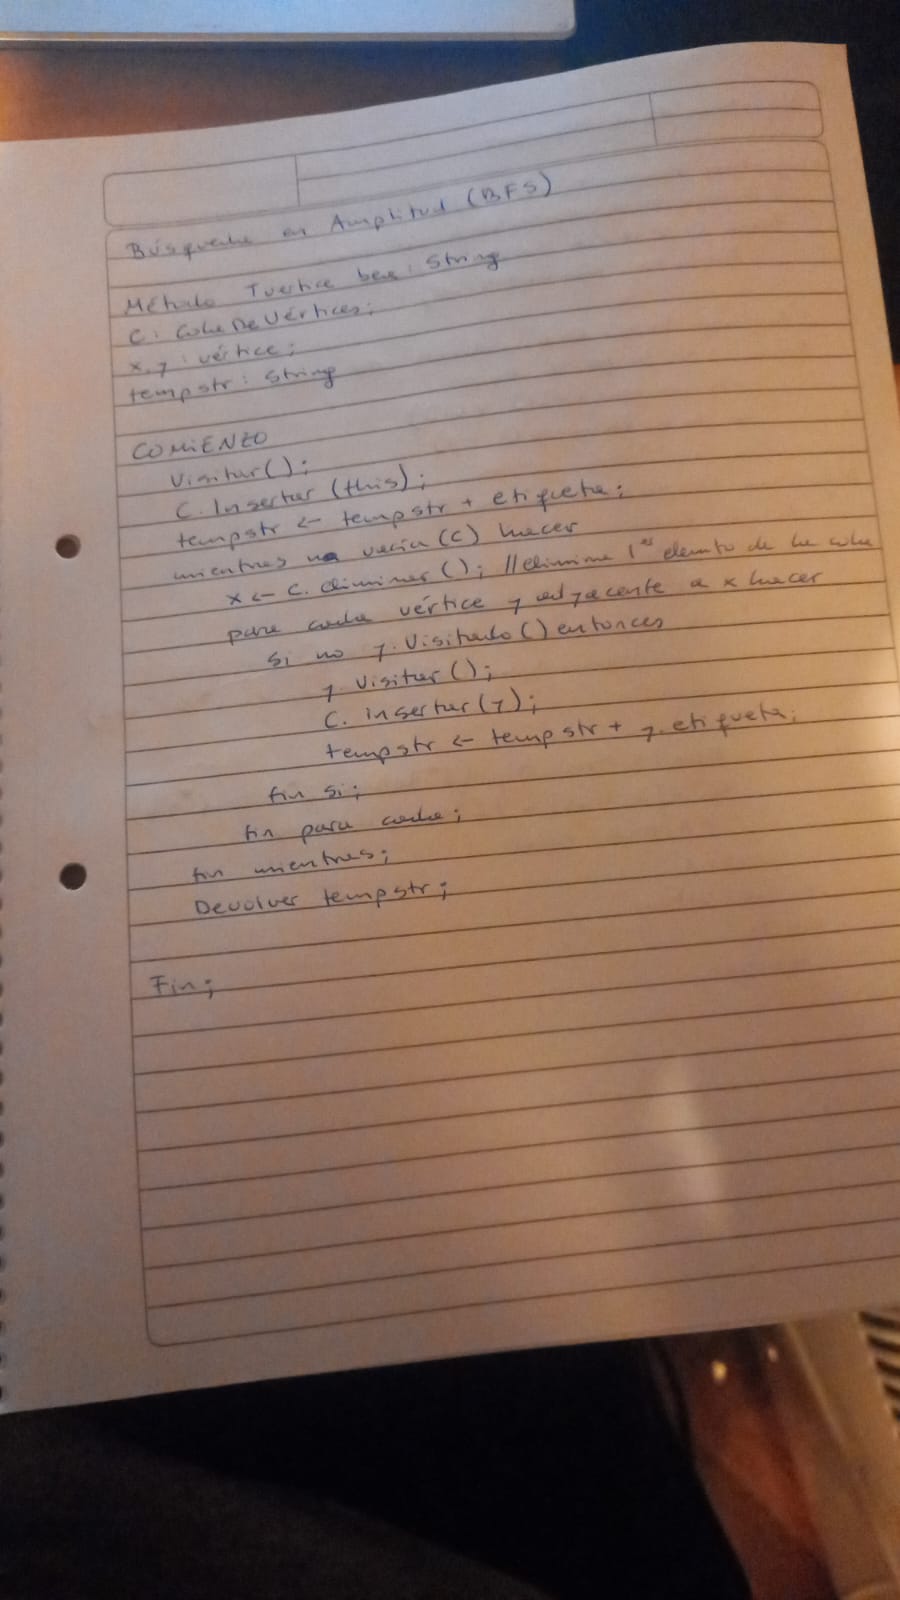 Búsqueda en Amplitud (BFS)
Método Tvertice bea: String
C: ColaDeVértices;
x, y: vértice;
tempstr: String
COMIENZO
Visitar();
C. Insertar (this);
tempstr <- tempstr + etiqueta;
mientras no vacía (C) hacer
x <- C. eliminar (); // elimina 1er elemento de la cola
para cada vértice y adyacente a x hacer
Si no y. Visitado () entonces
y. Visitar ();
C. insertar (y);
tempstr <- tempstr + y. etiqueta;
fin si;
fin para cada;
fin mientras;
Devolver tempstr;
Fin;